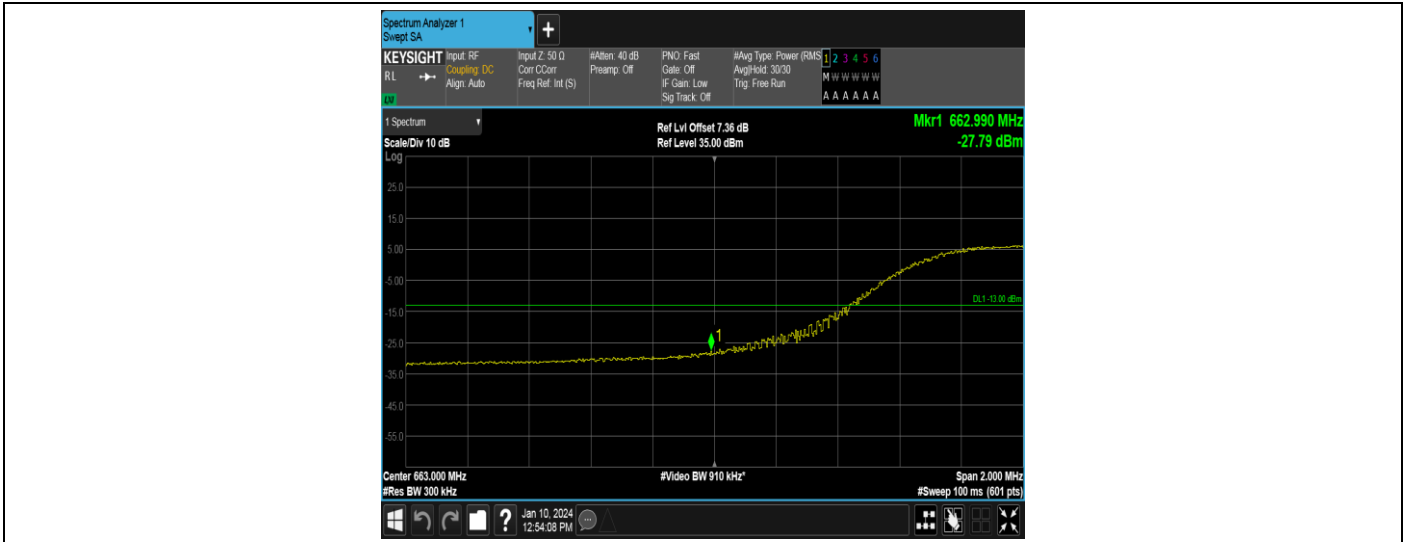 Spectrum Analyzer 1
Swept SA
+
KEYSIGHT
RL
LXI
Input: RF
Coupling: DC
Align: Auto
Input Z: 50 Ω
Corr CCorr
Freq Ref: Int (S)
#Atten: 40 dB
Preamp: Off
PNO: Fast
Gate: Off
IF Gain: Low
Sig Track: Off
#Avg Type: Power (RMS
Avg|Hold: 30/30
Trig: Free Run
1 2 3 4 5 6
M W W W W W
A A A A A A
1 Spectrum
Scale/Div 10 dB
Ref Lvl Offset 7.36 dB
Ref Level 35.00 dBm
Mkr1 662.990 MHz
-27.79 dBm
Log
25.0
15.0
5.00
-5.00
DL1 -13.00 dBm
-15.0
1
-25.0
-35.0
-45.0
-55.0
Center 663.000 MHz
#Res BW 300 kHz
#Video BW 910 kHz*
Span 2.000 MHz
#Sweep 100 ms (601 pts)
?
Jan 10, 2024
12:54:08 PM